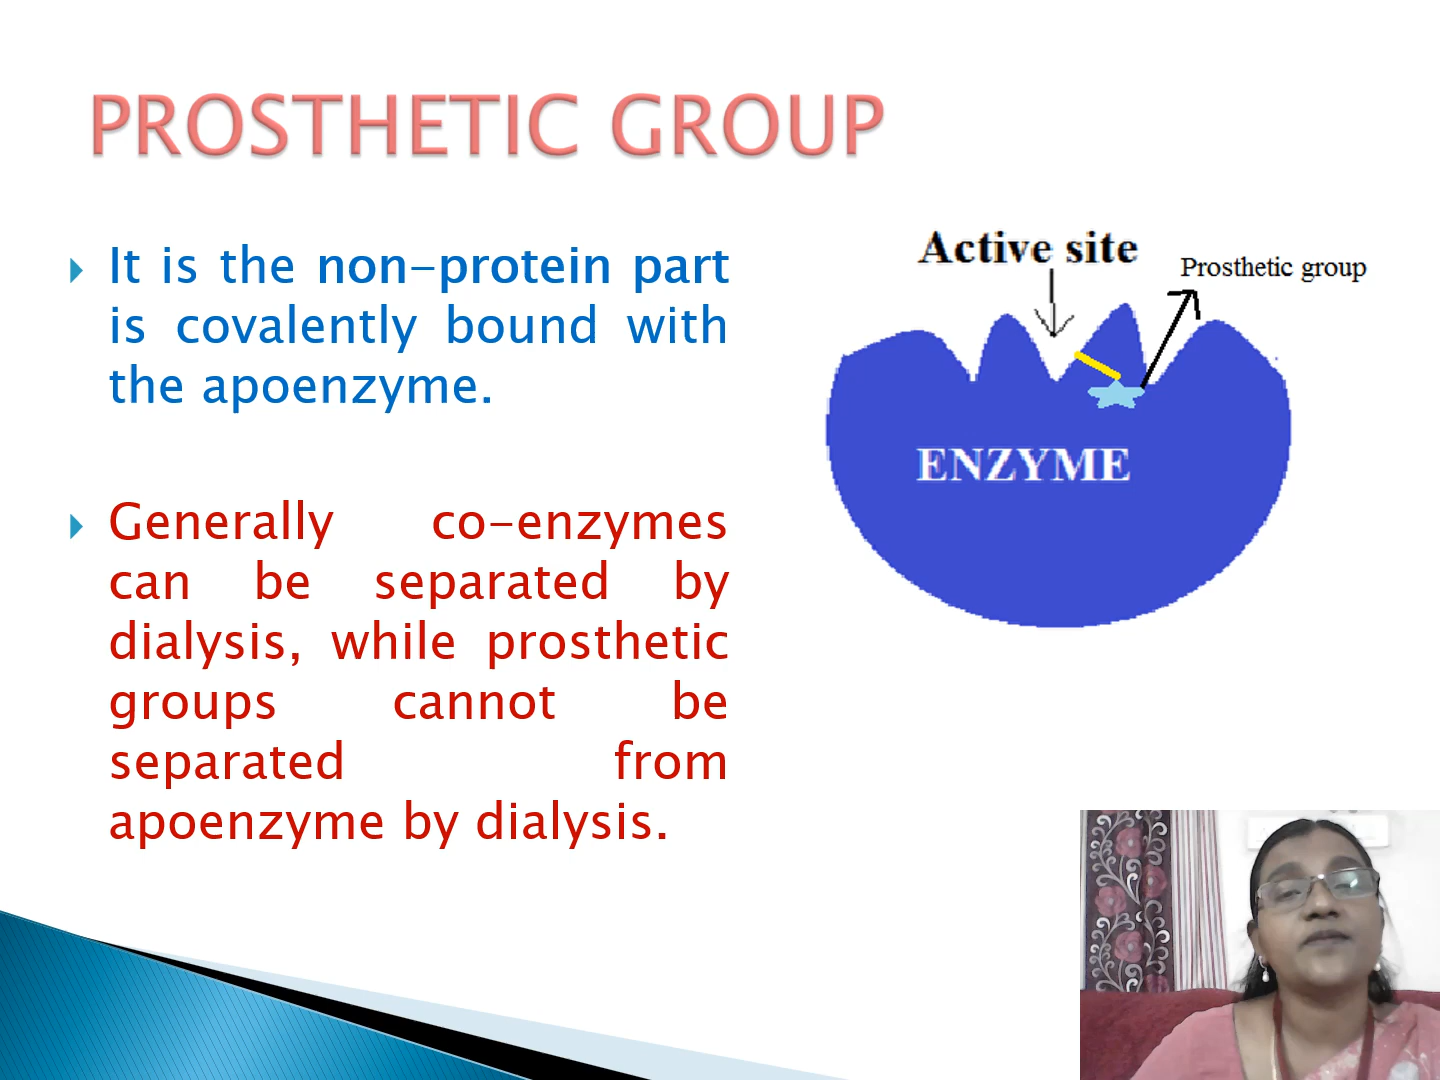 PROSTHETIC GROUP
It is the non-protein part
is covalently bound with
the apoenzyme.
Generally co-enzymes
can be separated by
dialysis, while prosthetic
groups cannot be
separated from
apoenzyme by dialysis.
Active site
Prosthetic group
ENZYME